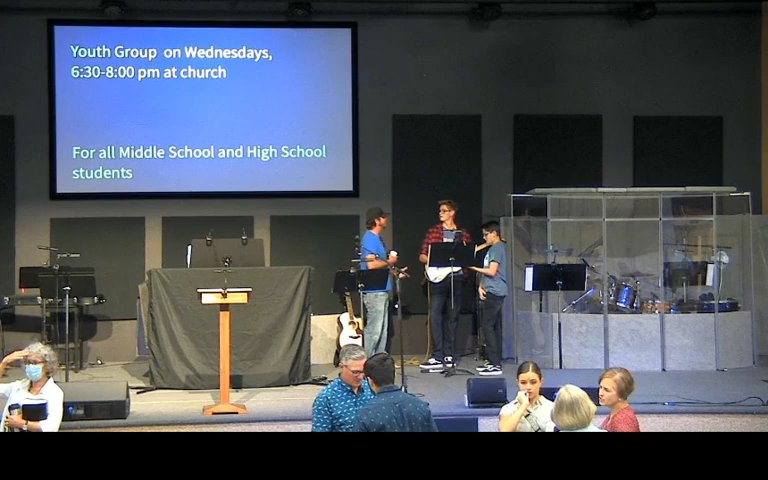 Youth Group on Wednesdays,
6:30-8:00 pm at church
For all Middle School and High School
students